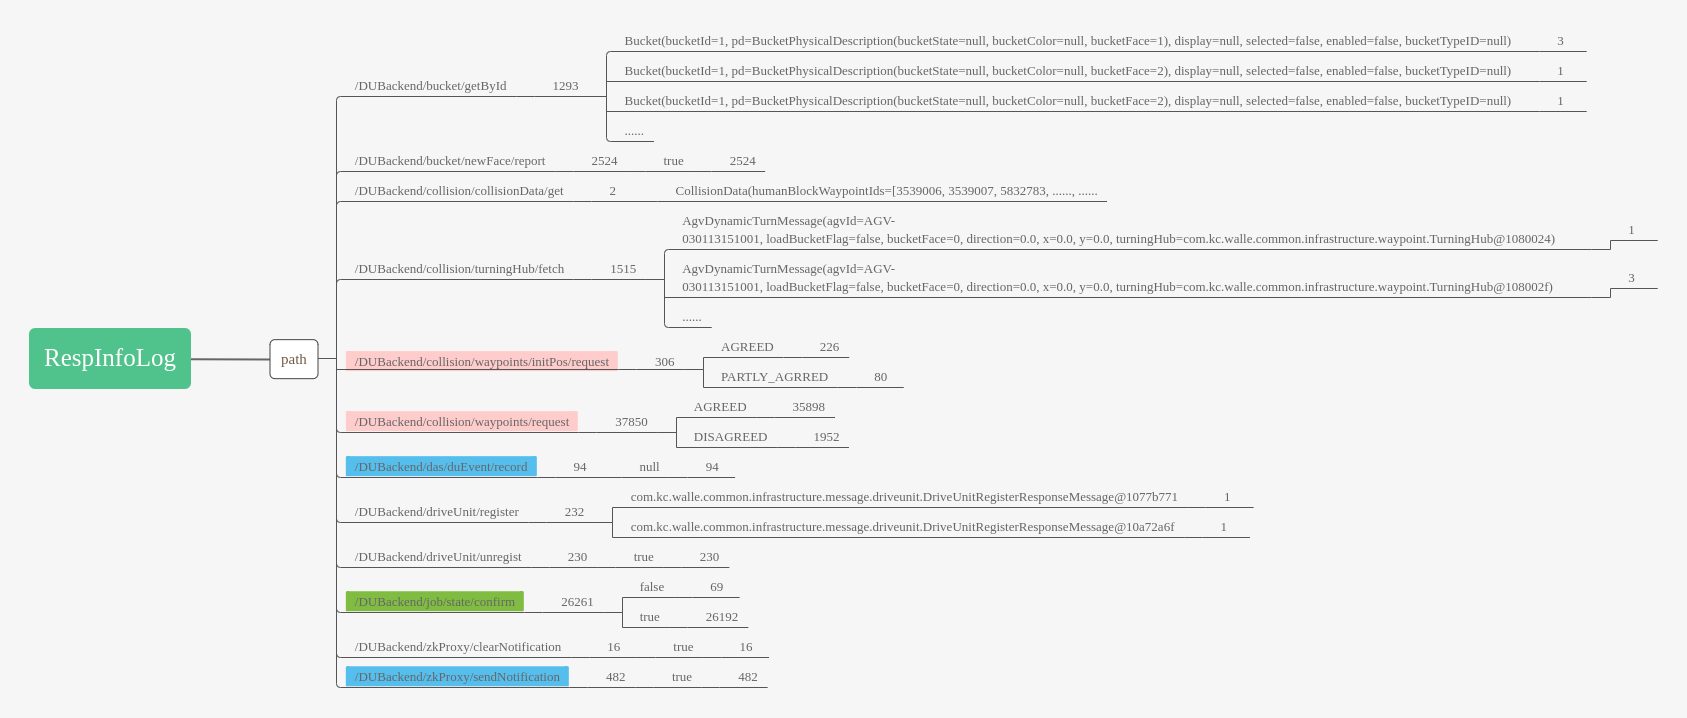 RespInfoLog
path
/DUBackend/bucket/getById 1293
Bucket(bucketId=1, pd=BucketPhysicalDescription(bucketState=null, bucketColor=null, bucketFace=1), display=null, selected=false, enabled=false, bucketTypeID=null) 3
Bucket(bucketId=1, pd=BucketPhysicalDescription(bucketState=null, bucketColor=null, bucketFace=2), display=null, selected=false, enabled=false, bucketTypeID=null) 1
Bucket(bucketId=1, pd=BucketPhysicalDescription(bucketState=null, bucketColor=null, bucketFace=2), display=null, selected=false, enabled=false, bucketTypeID=null) 1
......
/DUBackend/bucket/newFace/report 2524 true 2524
/DUBackend/collision/collisionData/get 2 CollisionData(humanBlockWaypointIds=[3539006, 3539007, 5832783, ......, ......
/DUBackend/collision/turningHub/fetch 1515
AgvDynamicTurnMessage(agvId=AGV-
030113151001, loadBucketFlag=false, bucketFace=0, direction=0.0, x=0.0, y=0.0, turningHub=com.kc.walle.common.infrastructure.waypoint.TurningHub@1080024) 1
AgvDynamicTurnMessage(agvId=AGV-
030113151001, loadBucketFlag=false, bucketFace=0, direction=0.0, x=0.0, y=0.0, turningHub=com.kc.walle.common.infrastructure.waypoint.TurningHub@108002f) 3
......
/DUBackend/collision/waypoints/initPos/request 306
AGREED 226
PARTLY_AGRRED 80
/DUBackend/collision/waypoints/request 37850
AGREED 35898
DISAGREED 1952
/DUBackend/das/duEvent/record 94 null 94
/DUBackend/driveUnit/register 232
com.kc.walle.common.infrastructure.message.driveunit.DriveUnitRegisterResponseMessage@1077b771 1
com.kc.walle.common.infrastructure.message.driveunit.DriveUnitRegisterResponseMessage@10a72a6f 1
/DUBackend/driveUnit/unregist 230 true 230
/DUBackend/job/state/confirm 26261
false 69
true 26192
/DUBackend/zkProxy/clearNotification 16 true 16
/DUBackend/zkProxy/sendNotification 482 true 482